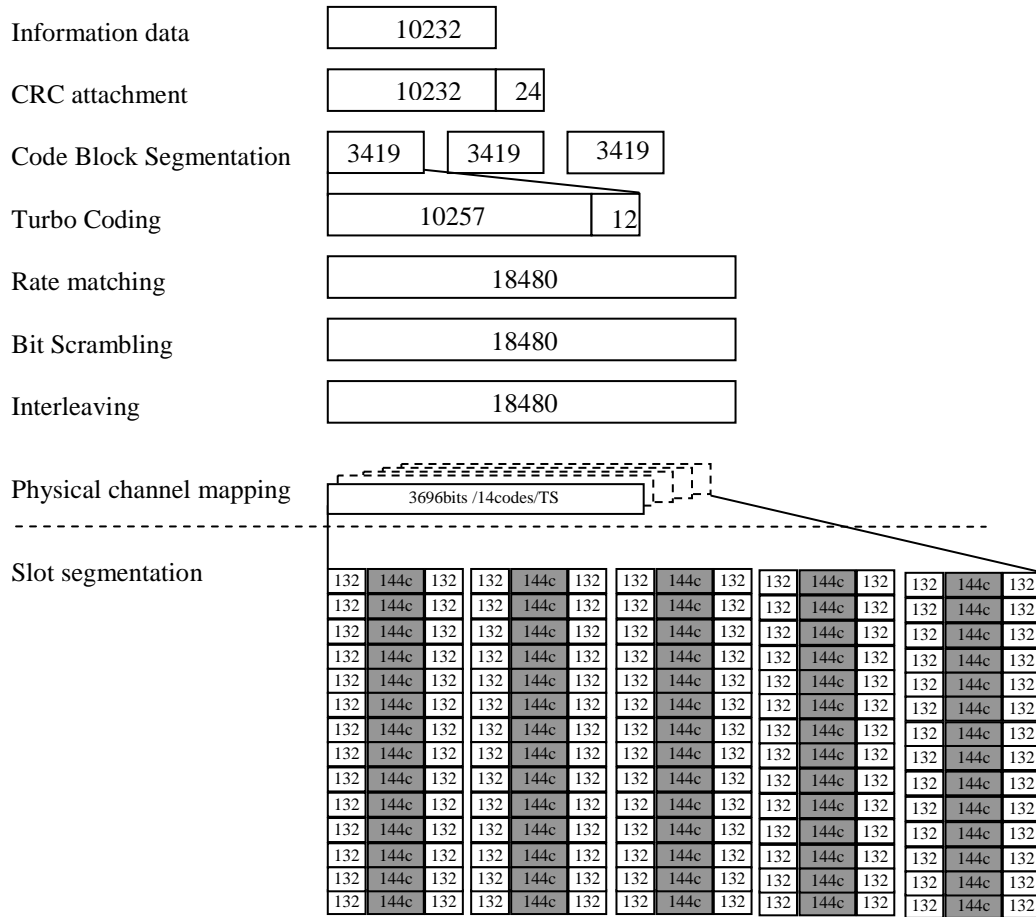 Information data 10232
CRC attachment 10232 24
Code Block Segmentation 3419 3419 3419
Turbo Coding 10257 12
Rate matching 18480
Bit Scrambling 18480
Interleaving 18480
Physical channel mapping 3696bits /14codes/TS
Slot segmentation
132 144c 132 132 144c 132 132 144c 132 132 144c 132 132 144c 132
132 144c 132 132 144c 132 132 144c 132 132 144c 132 132 144c 132
132 144c 132 132 144c 132 132 144c 132 132 144c 132 132 144c 132
132 144c 132 132 144c 132 132 144c 132 132 144c 132 132 144c 132
132 144c 132 132 144c 132 132 144c 132 132 144c 132 132 144c 132
132 144c 132 132 144c 132 132 144c 132 132 144c 132 132 144c 132
132 144c 132 132 144c 132 132 144c 132 132 144c 132 132 144c 132
132 144c 132 132 144c 132 132 144c 132 132 144c 132 132 144c 132
132 144c 132 132 144c 132 132 144c 132 132 144c 132 132 144c 132
132 144c 132 132 144c 132 132 144c 132 132 144c 132 132 144c 132
132 144c 132 132 144c 132 132 144c 132 132 144c 132 132 144c 132
132 144c 132 132 144c 132 132 144c 132 132 144c 132 132 144c 132
132 144c 132 132 144c 132 132 144c 132 132 144c 132 132 144c 132
132 144c 132 132 144c 132 132 144c 132 132 144c 132 132 144c 132